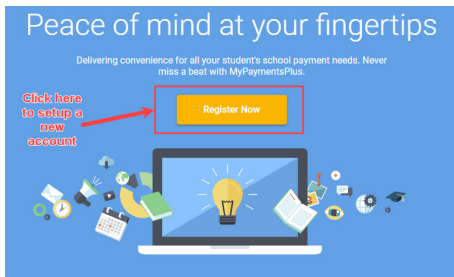 Peace of mind at your fingertips
Delivering convenience for all your student's school payment needs. Never
miss a beat with MyPaymentsPlus.
Click here
to setup a
new
account
Register Now